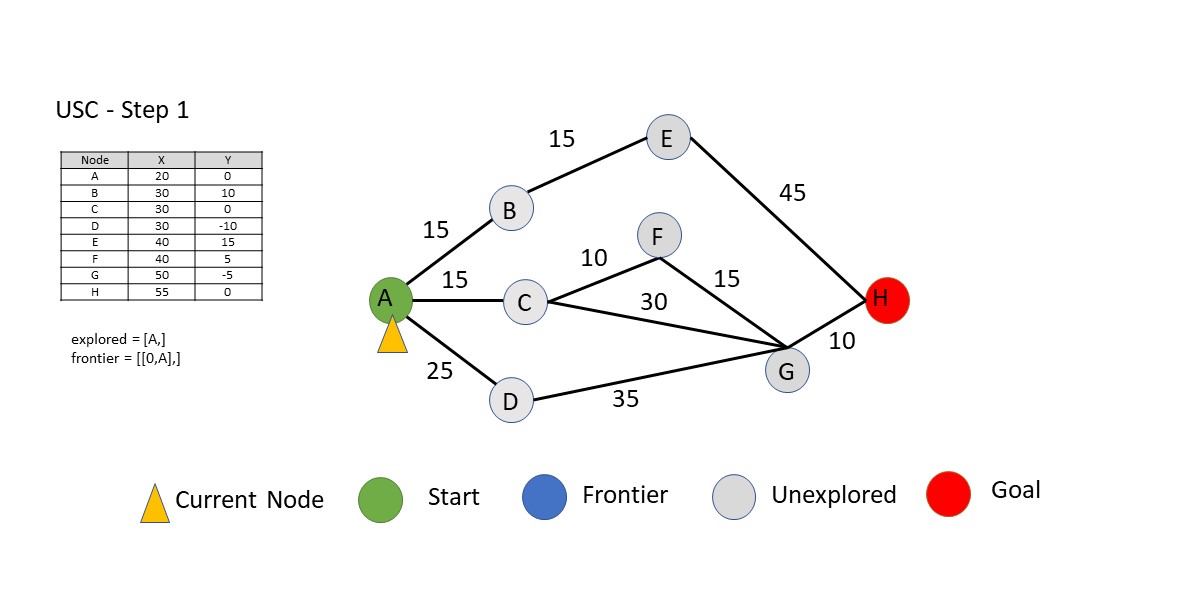 USC - Step 1
Node X Y
A 20 0
B 30 10
C 30 0
D 30 -10
E 40 15
F 40 5
G 50 -5
H 55 0
explored = [A,]
frontier = [[0,A],]
15
E
45
B
15
F
10
15
15
A
C
30
H
10
25
G
D
35
Current Node
Start
Frontier
Unexplored
Goal